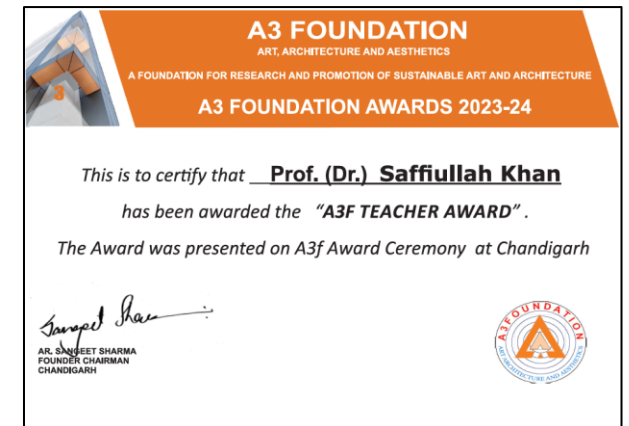 A3 FOUNDATION
ART, ARCHITECTURE AND AESTHETICS
A FOUNDATION FOR RESEARCH AND PROMOTION OF SUSTAINABLE ART AND ARCHITECTURE
A3 FOUNDATION AWARDS 2023-24
3
This is to certify that Prof. (Dr.) Saffiullah Khan
has been awarded the "A3F TEACHER AWARD" .
The Award was presented on A3f Award Ceremony at Chandigarh
Sangeet Sharma
AR. SANGEET SHARMA
FOUNDER CHAIRMAN
CHANDIGARH
A3FOUNDATION
ART ARCHITECTURE AND AESTHETICS